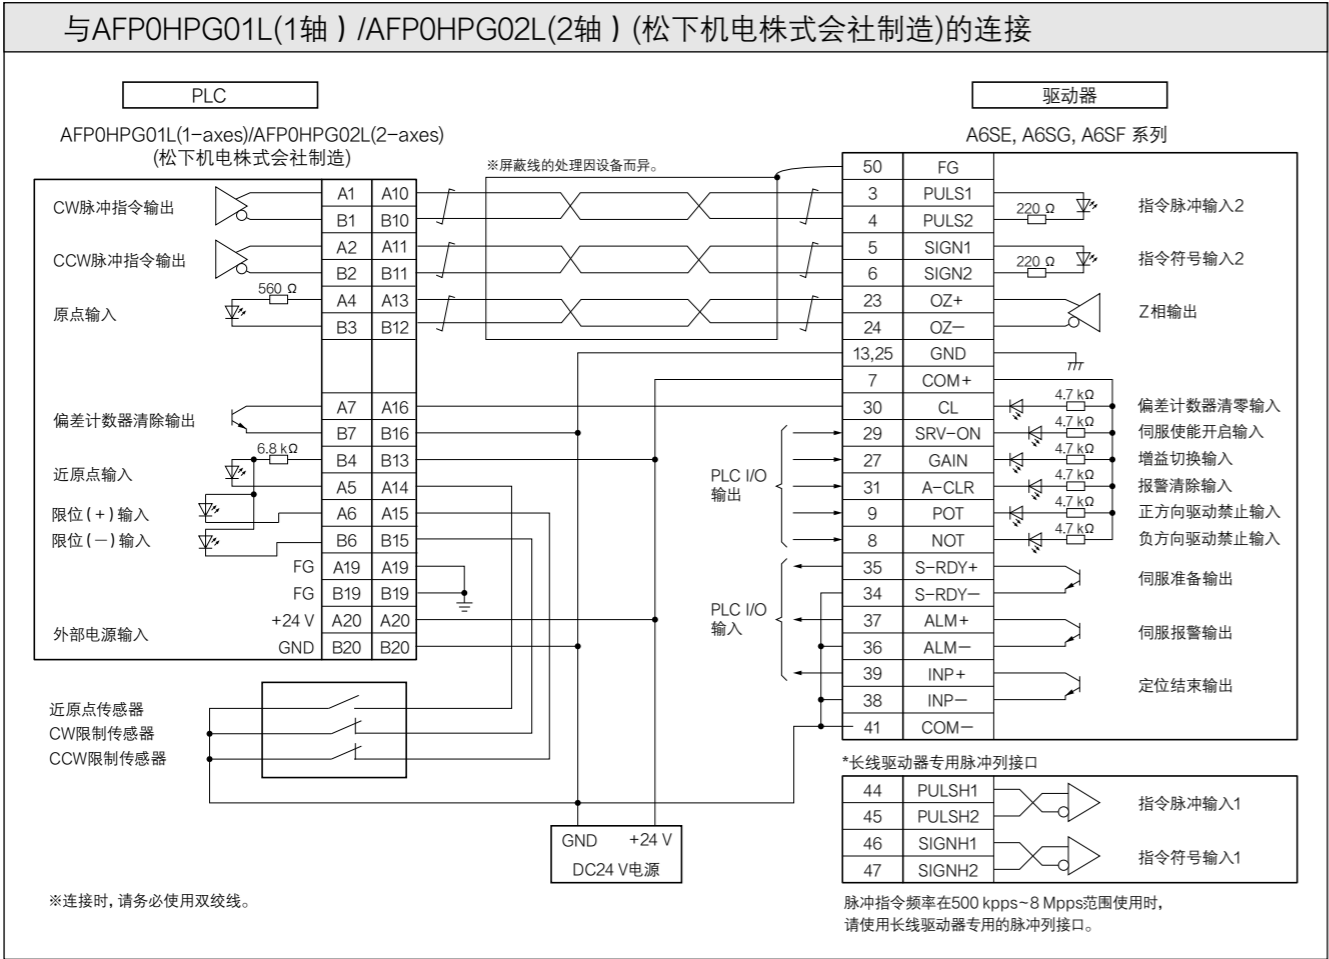 与AFP0HPG01L(1轴）/AFP0HPG02L(2轴）(松下机电株式会社制造)的连接
PLC
AFP0HPG01L(1-axes)/AFP0HPG02L(2-axes)
(松下机电株式会社制造)
CW脉冲指令输出
A1 A10
B1 B10
CCW脉冲指令输出
A2 A11
B2 B11
560 Ω
原点输入
A4 A13
B3 B12
偏差计数器清除输出
A7 A16
B7 B16
6.8 kΩ
B4 B13
近原点输入
A5 A14
限位(+)输入
A6 A15
限位(－)输入
B6 B15
FG A19 A19
FG B19 B19
外部电源输入
+24 V A20 A20
GND B20 B20
近原点传感器
CW限制传感器
CCW限制传感器
※屏蔽线的处理因设备而异。
PLC I/O
输出
PLC I/O
输入
GND +24 V
DC24 V电源
※连接时, 请务必使用双绞线。
驱动器
A6SE, A6SG, A6SF 系列
50 FG
3 PULS1
4 PULS2
220 Ω
指令脉冲输入2
5 SIGN1
6 SIGN2
220 Ω
指令符号输入2
23 OZ+
24 OZ－
Z相输出
13,25 GND
7 COM+
30 CL 4.7 kΩ 偏差计数器清零输入
29 SRV-ON 4.7 kΩ 伺服使能开启输入
27 GAIN 4.7 kΩ 增益切换输入
31 A-CLR 4.7 kΩ 报警清除输入
9 POT 4.7 kΩ 正方向驱动禁止输入
8 NOT 4.7 kΩ 负方向驱动禁止输入
35 S-RDY+
34 S-RDY－
伺服准备输出
37 ALM+
36 ALM－
伺服报警输出
39 INP+
38 INP－
定位结束输出
41 COM－
*长线驱动器专用脉冲列接口
44 PULSH1
45 PULSH2
指令脉冲输入1
46 SIGNH1
47 SIGNH2
指令符号输入1
脉冲指令频率在500 kpps~8 Mpps范围使用时,
请使用长线驱动器专用的脉冲列接口。